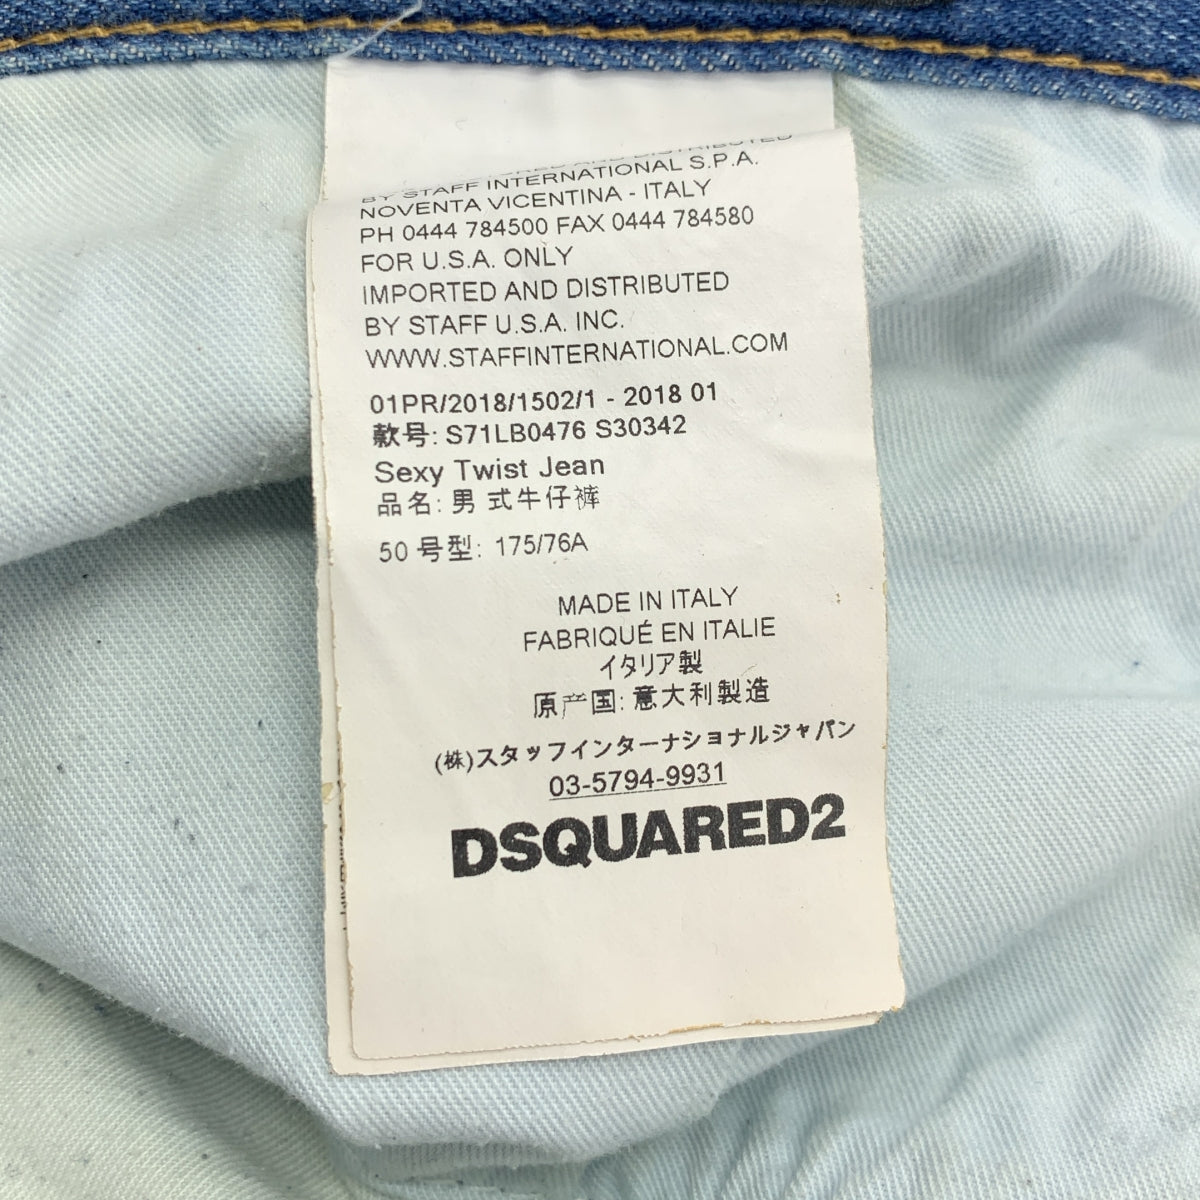 AND DISTRIBUTED
BY STAFF INTERNATIONAL S.P.A.
NOVENTA VICENTINA - ITALY
PH 0444 784500 FAX 0444 784580
FOR U.S.A. ONLY
IMPORTED AND DISTRIBUTED
BY STAFF U.S.A. INC.
WWW.STAFFINTERNATIONAL.COM
01PR/2018/1502/1 - 2018 01
款号: S71LB0476 S30342
Sexy Twist Jean
品名: 男 式牛仔裤
50 号型: 175/76A
MADE IN ITALY
FABRIQUÉ EN ITALIE
イタリア製
原产国: 意大利製造
(株)スタッフインターナショナルジャパン
03-5794-9931
DSQUARED2